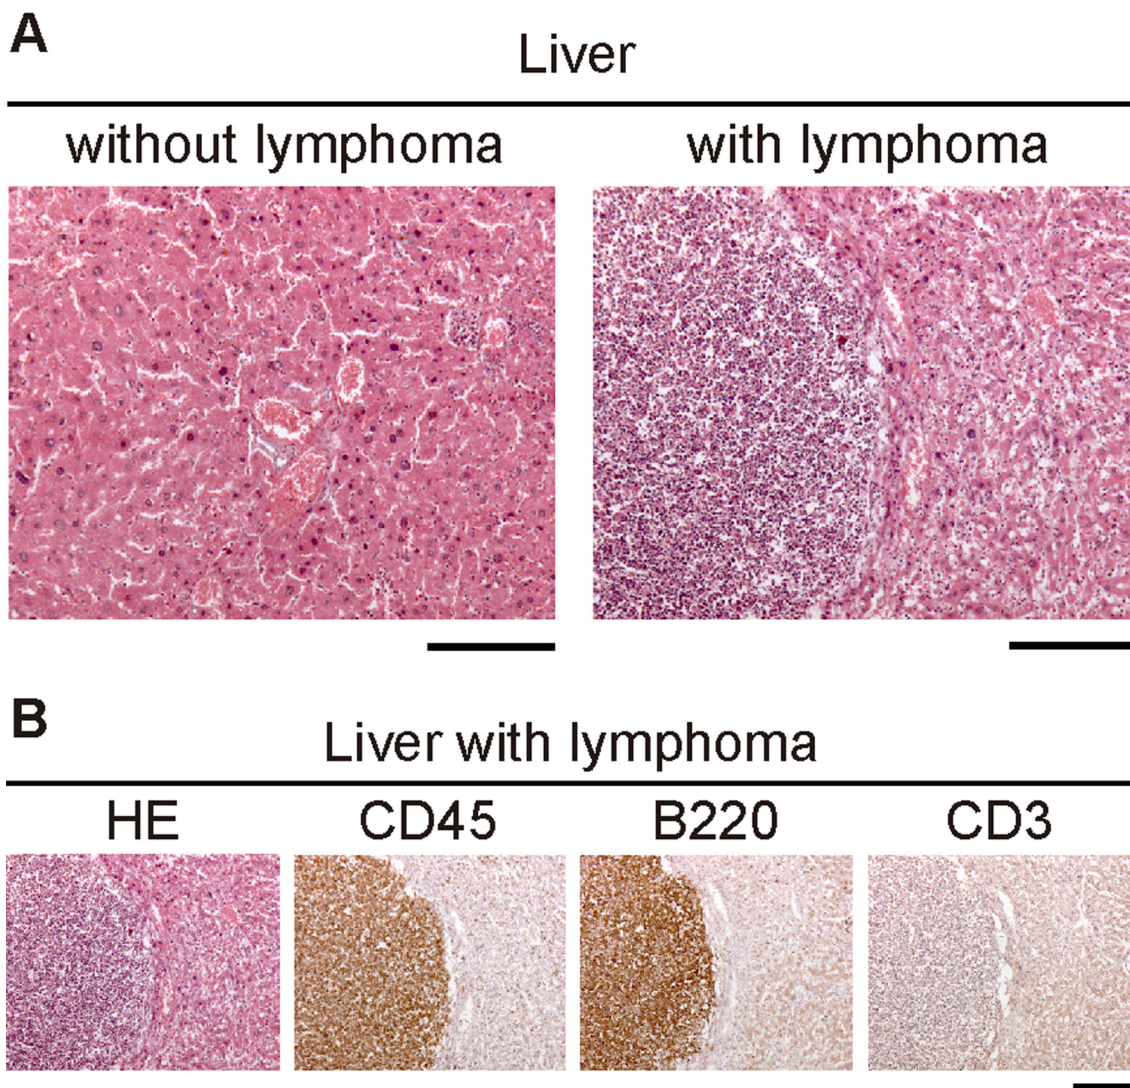 A
Liver
without lymphoma
with lymphoma
B
Liver with lymphoma
HE
CD45
B220
CD3